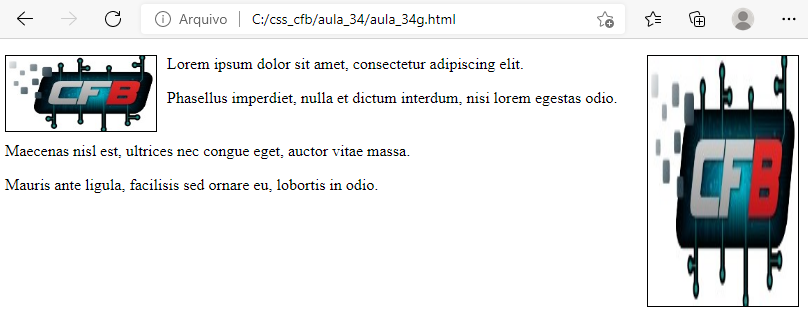 Arquivo C:/css_cfb/aula_34/aula_34g.html
CFB
Lorem ipsum dolor sit amet, consectetur adipiscing elit.
Phasellus imperdiet, nulla et dictum interdum, nisi lorem egestas odio.
Maecenas nisl est, ultrices nec congue eget, auctor vitae massa.
Mauris ante ligula, facilisis sed ornare eu, lobortis in odio.
CFB